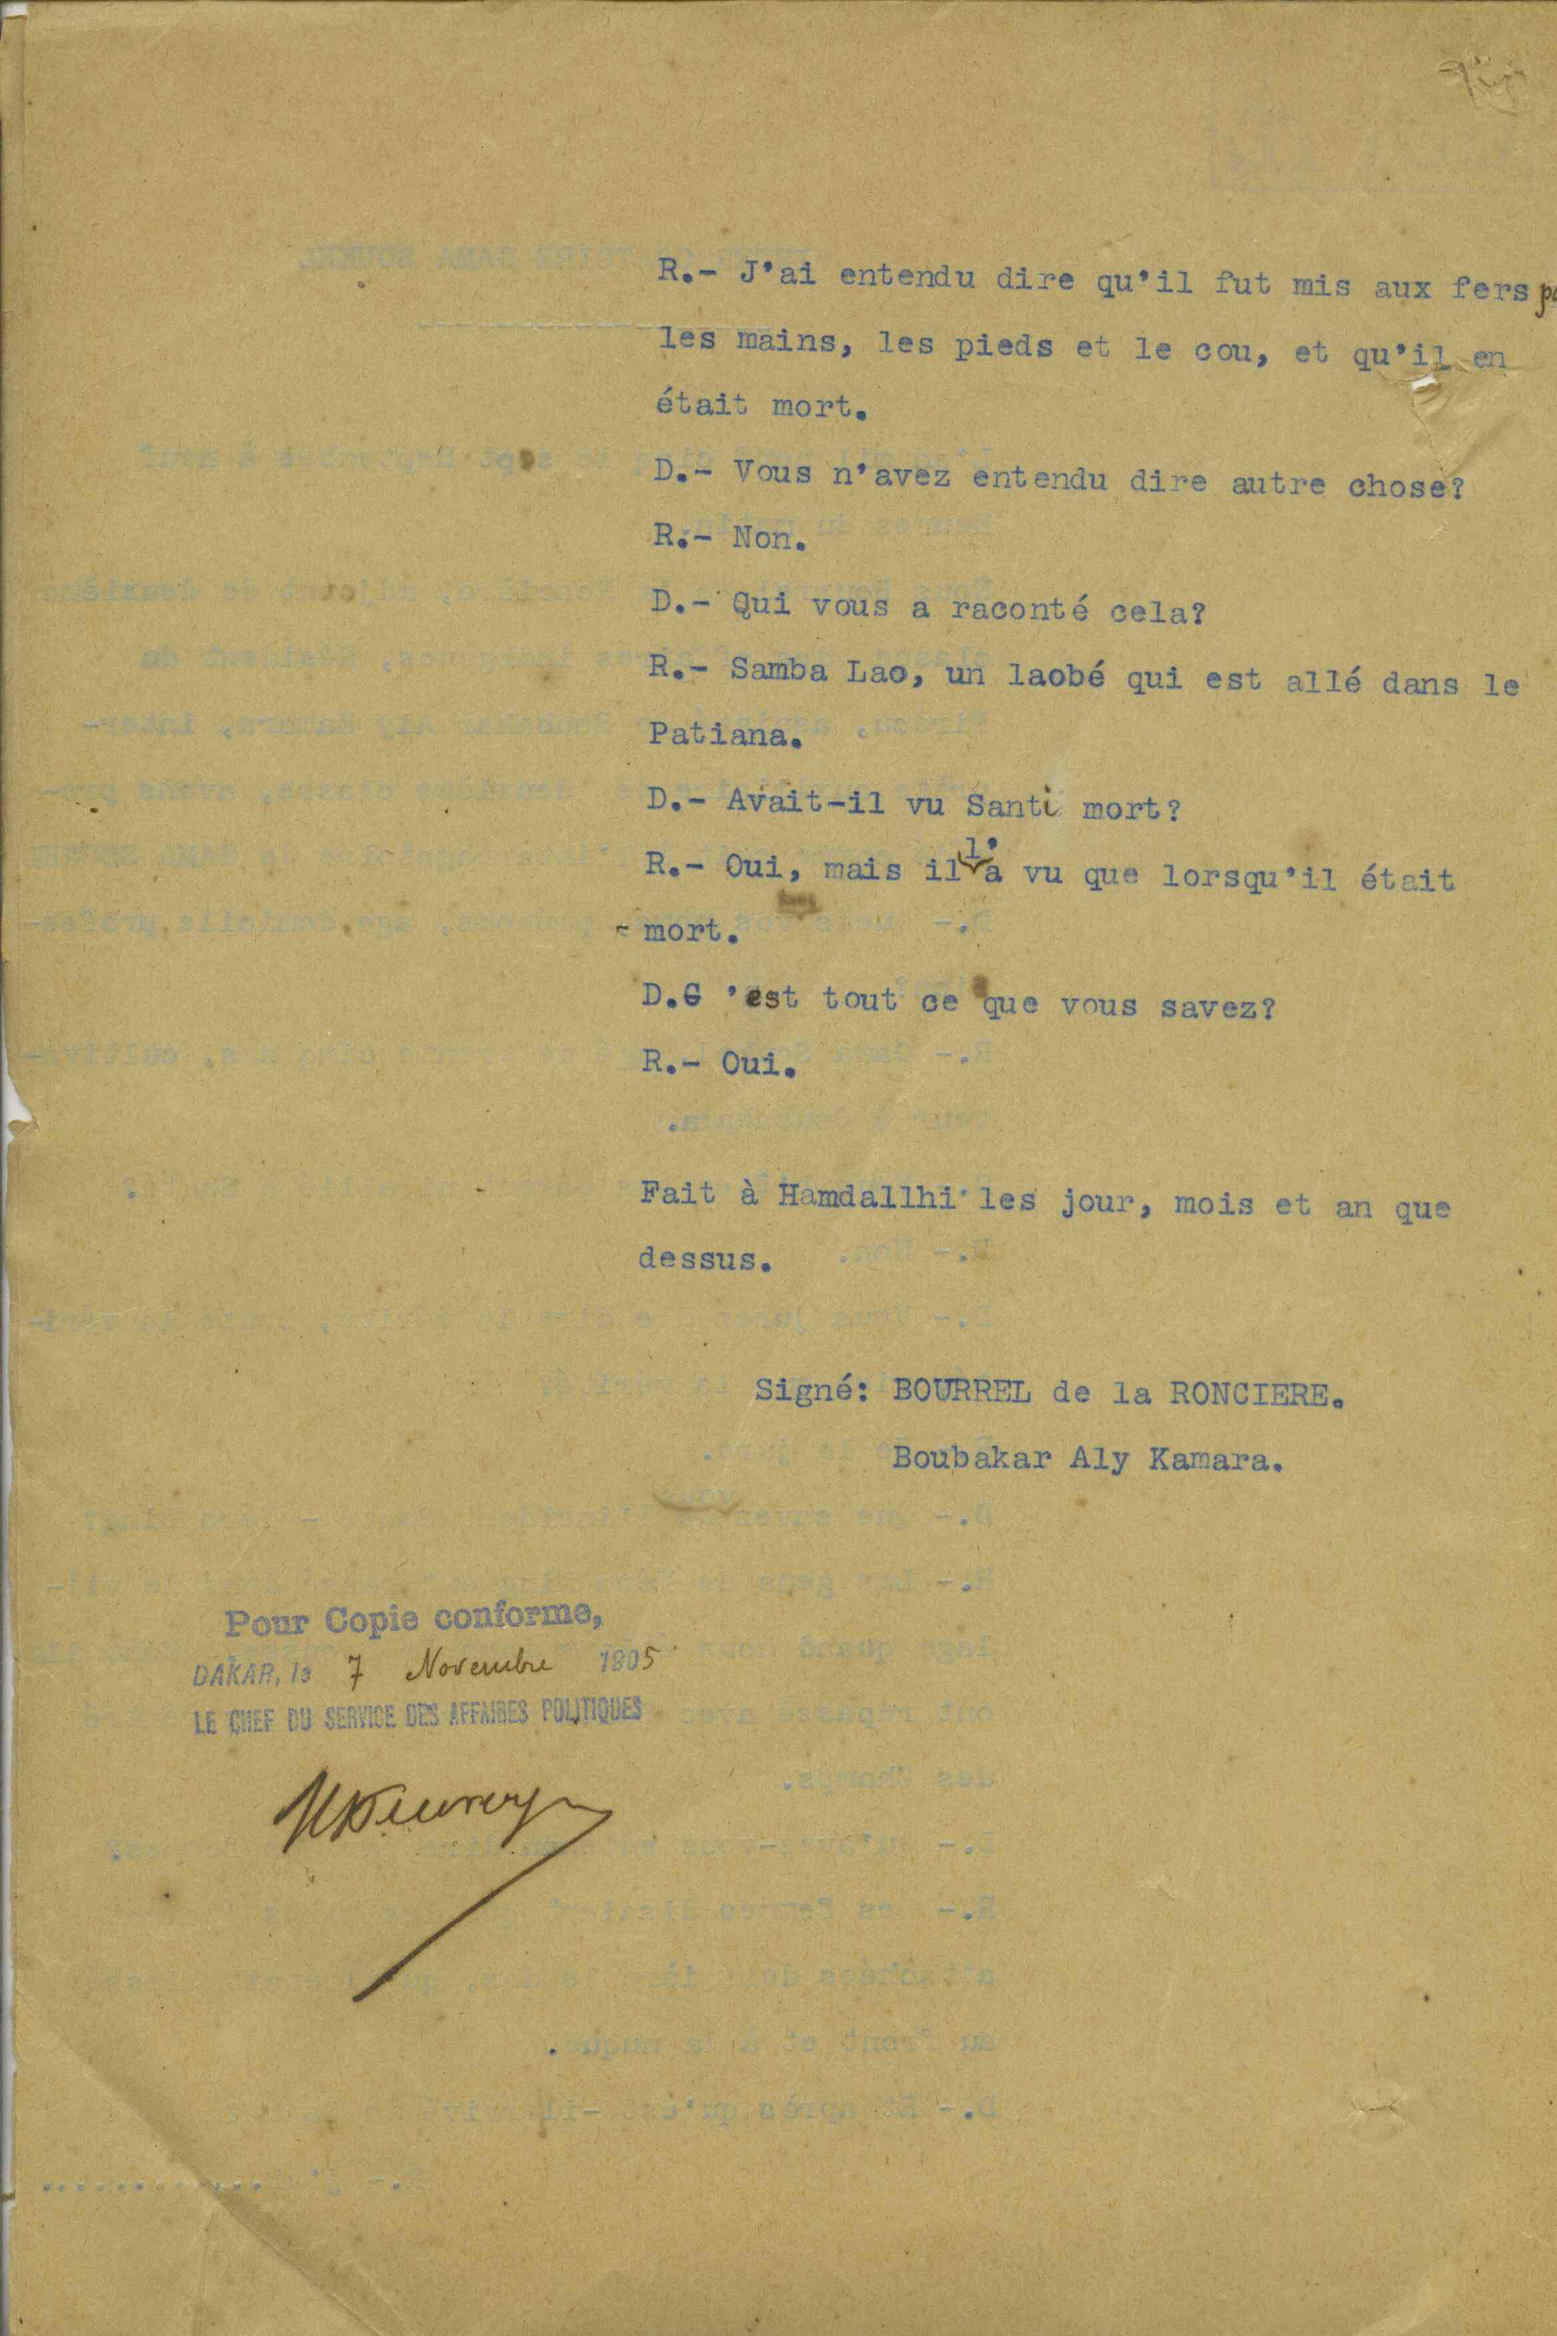 R.- J'ai entendu dire qu'il fut mis aux fers
les mains, les pieds et le cou, et qu'il en
était mort.
D.- Vous n'avez entendu dire autre chose?
R.- Non.
D.- Qui vous a raconté cela?
R.- Samba Lao, un laobé qui est allé dans le
Patiana.
D.- Avait-il vu Santi mort?
R.- Oui, mais il l'a vu que lorsqu'il était
- mort.
D.C 'est tout ce que vous savez?
R.- Oui.
Fait à Hamdallhi les jour, mois et an que
dessus.
Signé: BOURREL de la RONCIERE.
Boubakar Aly Kamara.
Pour Copie conforme,
DAKAR, le 7 Novembre 1905
LE CHEF DU SERVICE DES AFFAIRES POLITIQUES